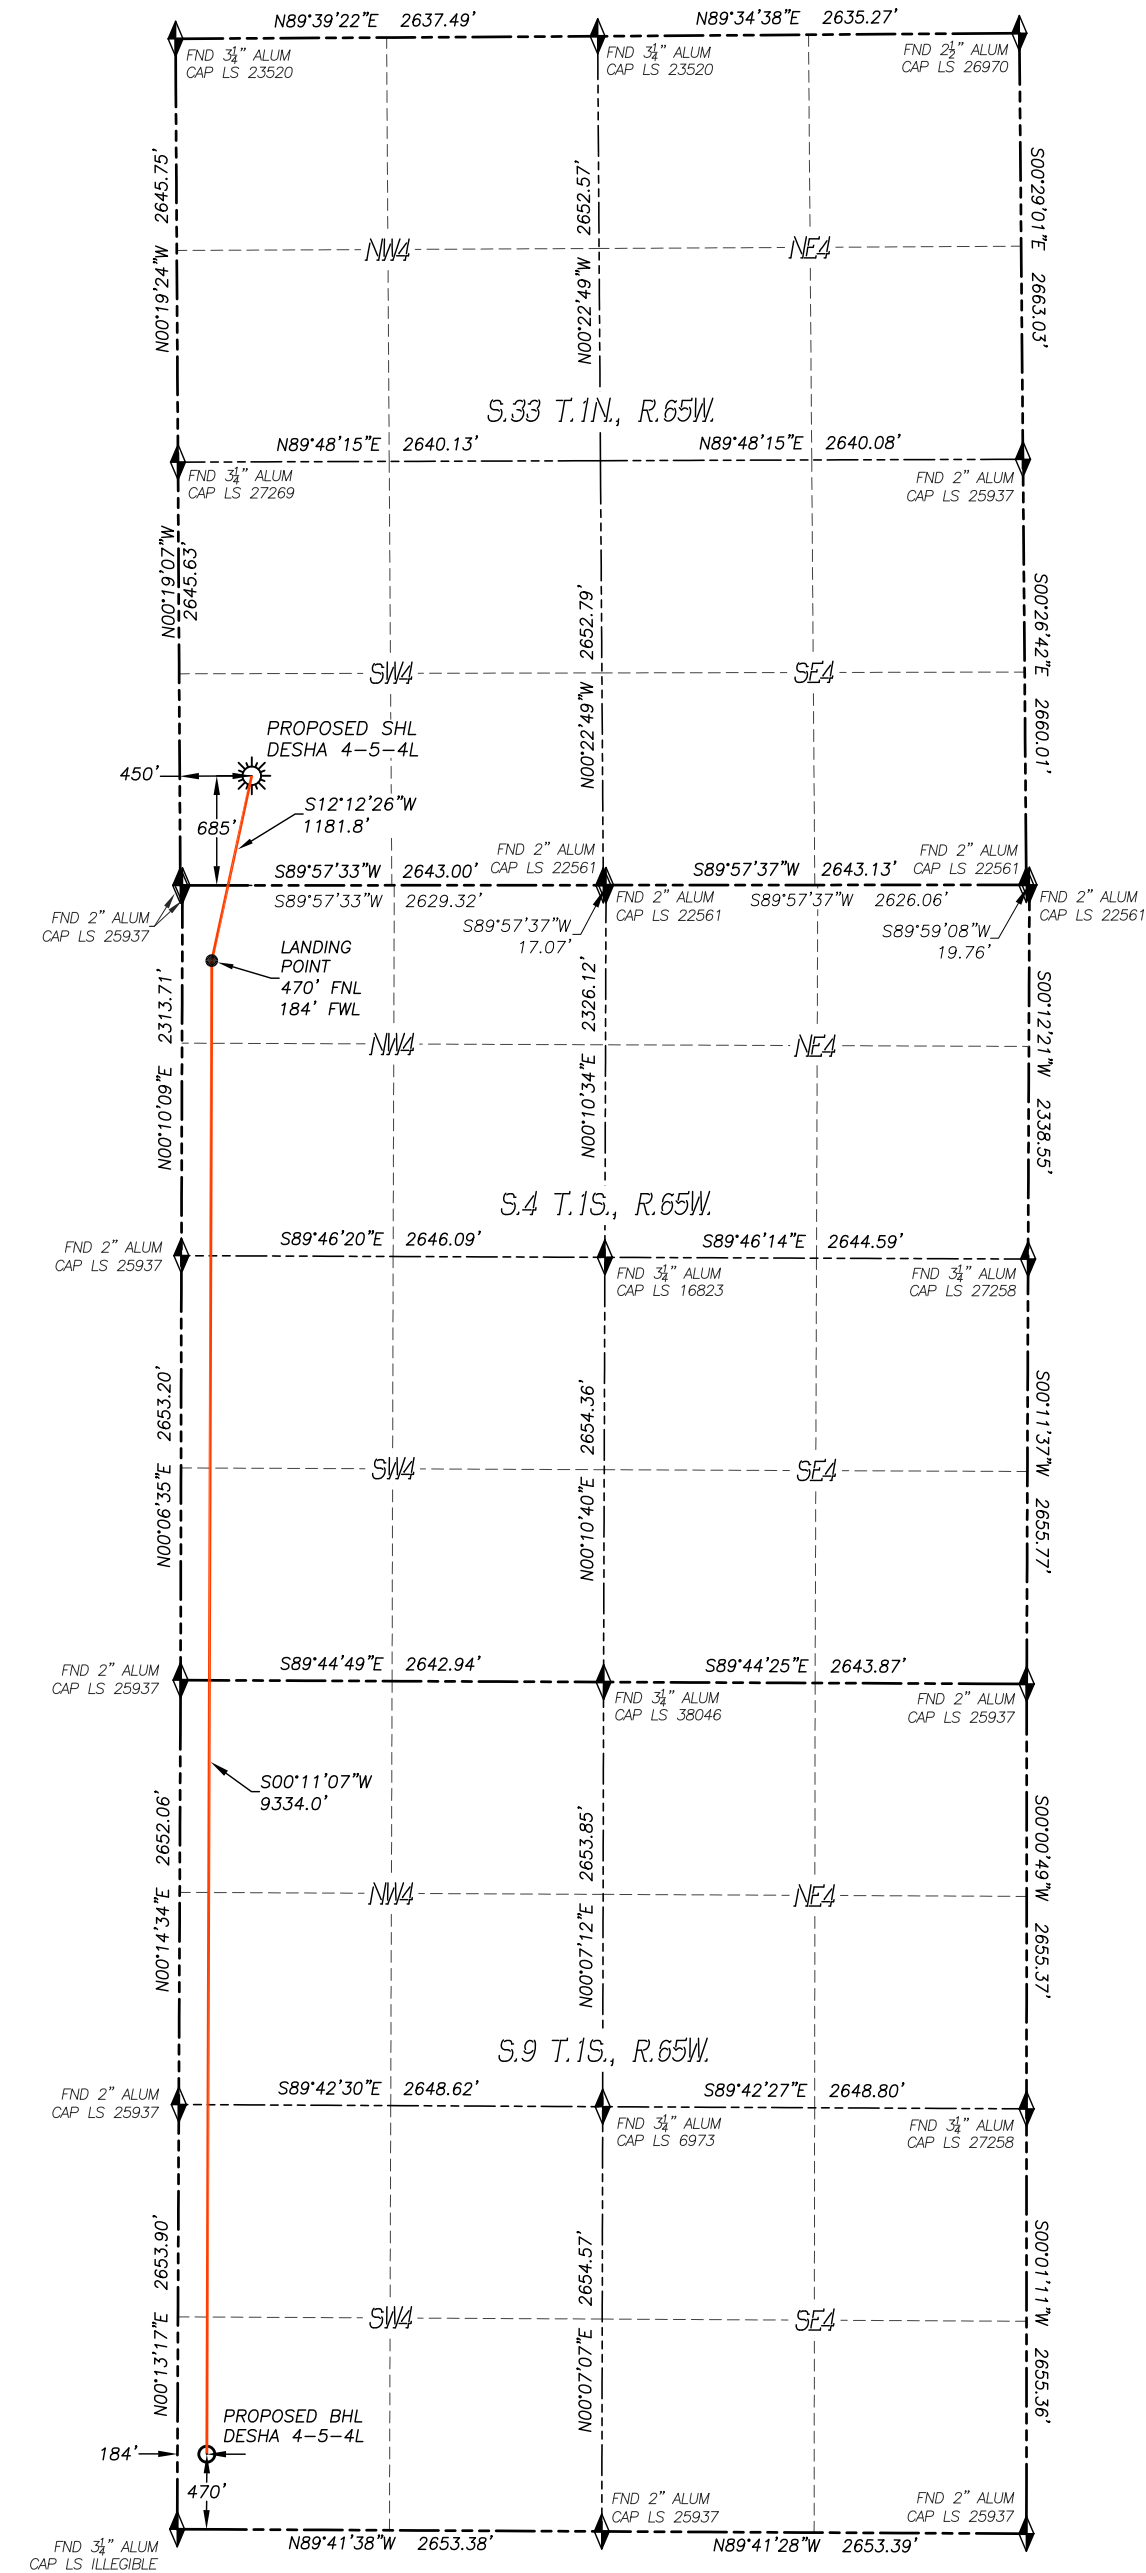 N89°39'22"E 2637.49'
N89°34'38"E 2635.27'
FND 3¼" ALUM
CAP LS 23520
FND 3¼" ALUM
CAP LS 23520
FND 2½" ALUM
CAP LS 26970
N00°19'24"W 2645.75'
N00°22'49"W 2652.57'
S00°29'01"E 2663.03'
NW4
NE4
S.33 T.1N., R.65W.
N89°48'15"E 2640.13'
N89°48'15"E 2640.08'
FND 3¼" ALUM
CAP LS 27269
FND 2" ALUM
CAP LS 25937
N00°19'07"W
2645.63'
N00°22'49"W 2652.79'
S00°26'42"E 2660.01'
SW4
SE4
PROPOSED SHL
DESHA 4-5-4L
450'
685'
S12°12'26"W
1181.8'
FND 2" ALUM
CAP LS 22561
FND 2" ALUM
CAP LS 22561
S89°57'33"W 2643.00'
S89°57'37"W 2643.13'
S89°57'33"W 2629.32'
S89°57'37"W 2626.06'
FND 2" ALUM
CAP LS 25937
FND 2" ALUM
CAP LS 22561
FND 2" ALUM
CAP LS 22561
S89°57'37"W
17.07'
S89°59'08"W
19.76'
LANDING
POINT
470' FNL
184' FWL
N00°10'09"E 2313.71'
N00°10'34"E 2326.12'
S00°12'21"W 2338.55'
NW4
NE4
S.4 T.1S., R.65W.
S89°46'20"E 2646.09'
S89°46'14"E 2644.59'
FND 2" ALUM
CAP LS 25937
FND 3¼" ALUM
CAP LS 16823
FND 3¼" ALUM
CAP LS 27258
N00°06'35"E 2653.20'
N00°10'40"E 2654.36'
S00°11'37"W 2655.77'
SW4
SE4
S89°44'49"E 2642.94'
S89°44'25"E 2643.87'
FND 2" ALUM
CAP LS 25937
FND 3¼" ALUM
CAP LS 38046
FND 2" ALUM
CAP LS 25937
S00°11'07"W
9334.0'
N00°14'34"E 2652.06'
N00°07'12"E 2653.85'
S00°00'49"W 2655.37'
NW4
NE4
S.9 T.1S., R.65W.
S89°42'30"E 2648.62'
S89°42'27"E 2648.80'
FND 2" ALUM
CAP LS 25937
FND 3¼" ALUM
CAP LS 6973
FND 3¼" ALUM
CAP LS 27258
N00°13'17"E 2653.90'
N00°07'07"E 2654.57'
S00°01'11"W 2655.36'
SW4
SE4
PROPOSED BHL
DESHA 4-5-4L
184'
470'
FND 2" ALUM
CAP LS 25937
FND 2" ALUM
CAP LS 25937
N89°41'38"W 2653.38'
N89°41'28"W 2653.39'
FND 3¼" ALUM
CAP LS ILLEGIBLE